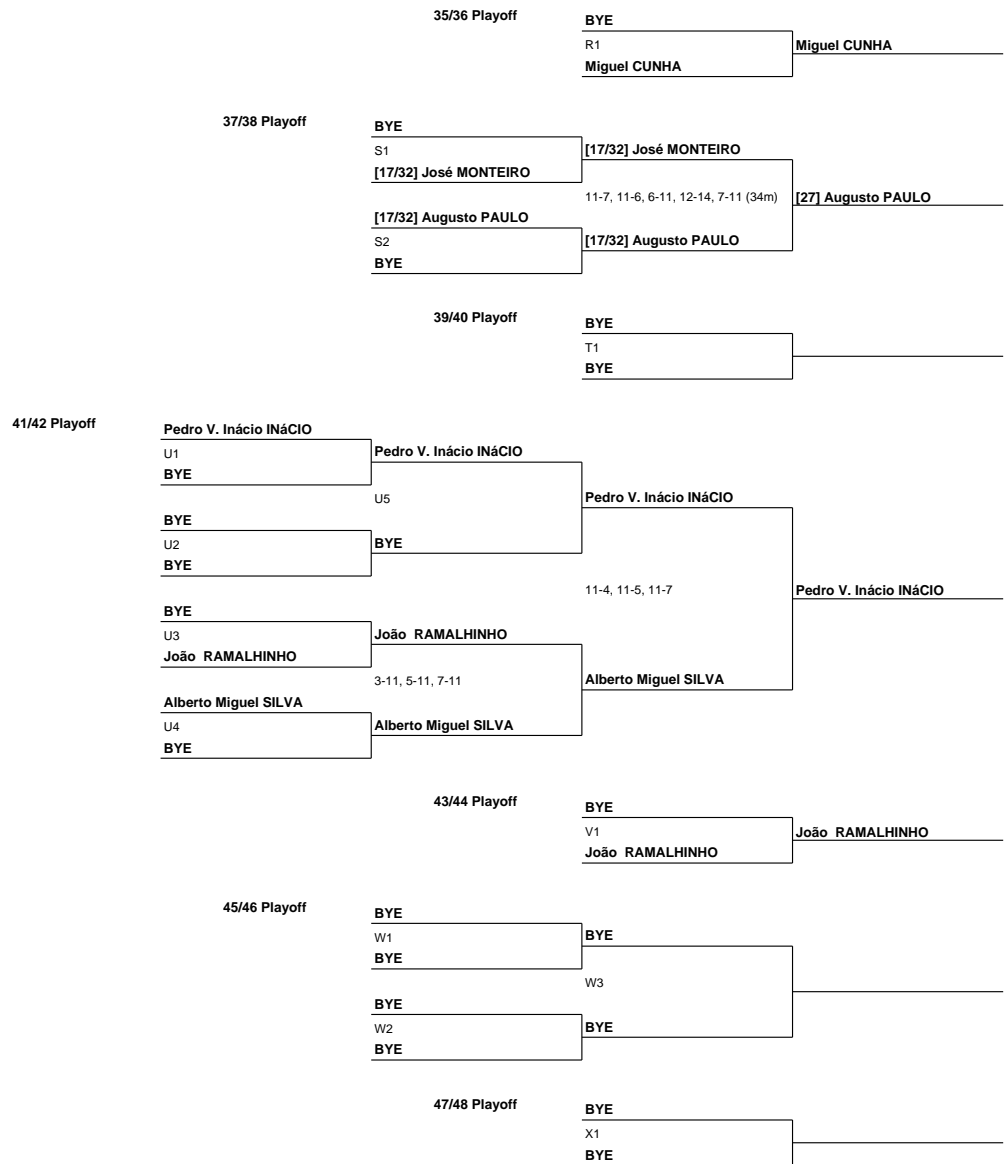 35/36 Playoff
BYE
R1
Miguel CUNHA
Miguel CUNHA
37/38 Playoff
BYE
S1
[17/32] José MONTEIRO
[17/32] José MONTEIRO
11-7, 11-6, 6-11, 12-14, 7-11 (34m)
[27] Augusto PAULO
[17/32] Augusto PAULO
S2
[17/32] Augusto PAULO
BYE
39/40 Playoff
BYE
T1
BYE
41/42 Playoff
Pedro V. Inácio INáCIO
U1
Pedro V. Inácio INáCIO
BYE
U5
Pedro V. Inácio INáCIO
BYE
U2
BYE
BYE
11-4, 11-5, 11-7
Pedro V. Inácio INáCIO
BYE
U3
João  RAMALHINHO
João  RAMALHINHO
3-11, 5-11, 7-11
Alberto Miguel SILVA
Alberto Miguel SILVA
U4
Alberto Miguel SILVA
BYE
43/44 Playoff
BYE
V1
João  RAMALHINHO
João  RAMALHINHO
45/46 Playoff
BYE
W1
BYE
BYE
W3
BYE
W2
BYE
BYE
47/48 Playoff
BYE
X1
BYE